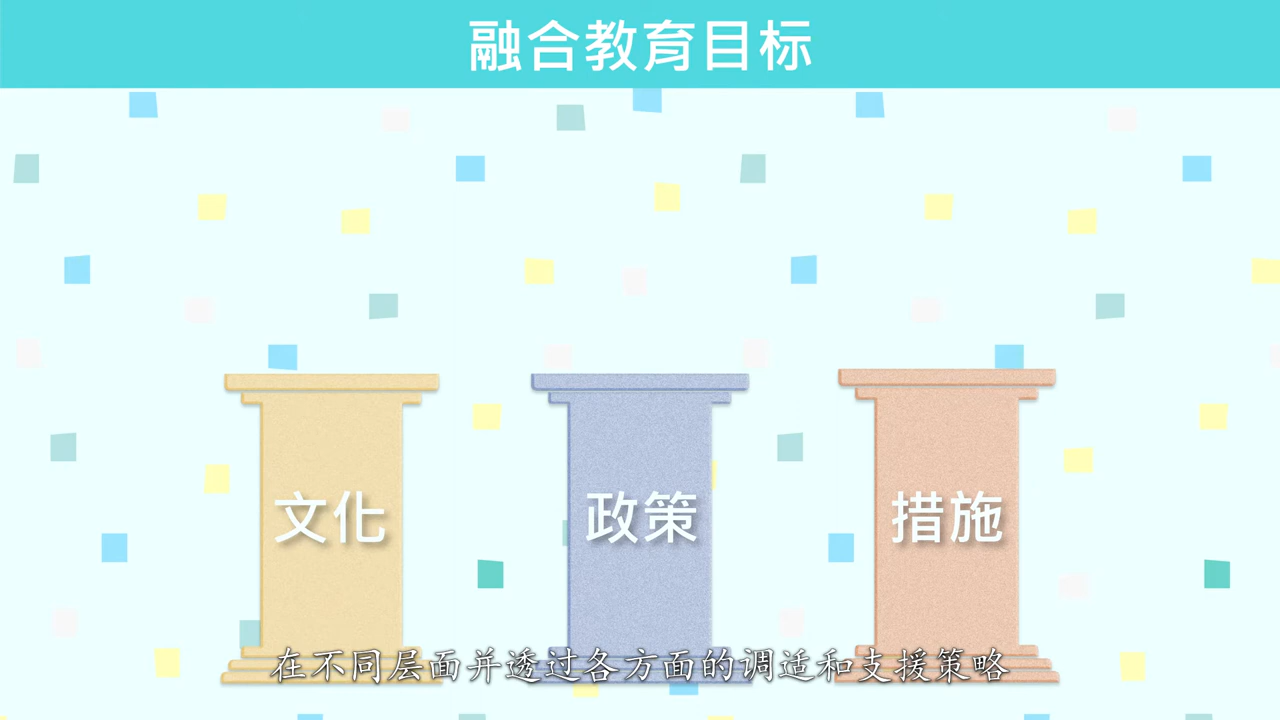 融合教育目标
文化
政策
措施
在不同层面并透过各方面的调适和支援策略